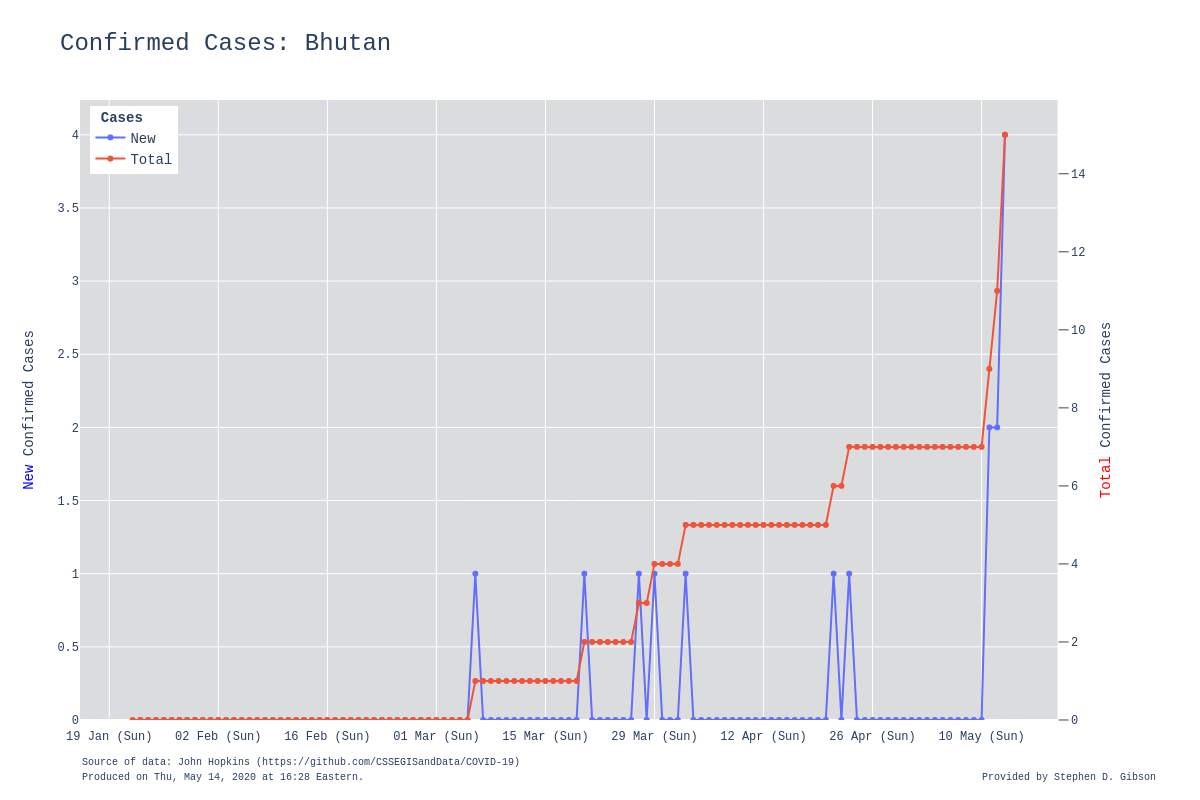 Confirmed Cases: Bhutan
Cases
New
Total
4
3.5
3
2.5
2
1.5
1
0.5
0
New Confirmed Cases
14
12
10
8
6
4
2
0
Total Confirmed Cases
19 Jan (Sun) 02 Feb (Sun) 16 Feb (Sun) 01 Mar (Sun) 15 Mar (Sun) 29 Mar (Sun) 12 Apr (Sun) 26 Apr (Sun) 10 May (Sun)
Source of data: John Hopkins (https://github.com/CSSEGISandData/COVID-19)
Produced on Thu, May 14, 2020 at 16:28 Eastern.
Provided by Stephen D. Gibson